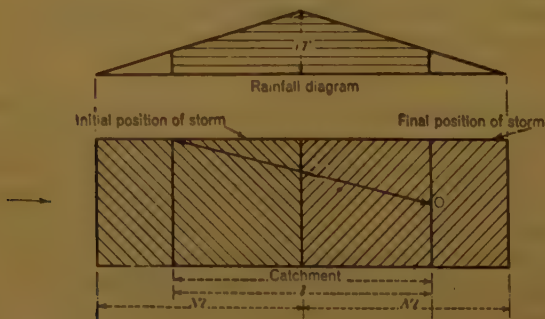 Rainfall diagram
Initial position of storm
Final position of storm
O
Catchment
l